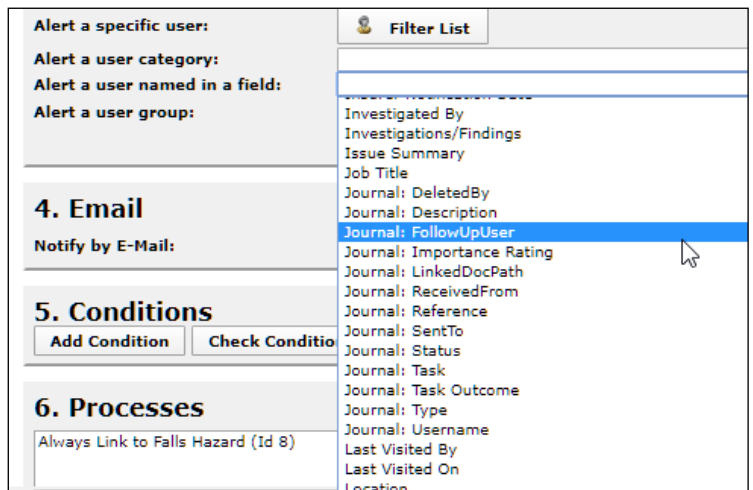 Alert a specific user:
Filter List
Alert a user category:
Alert a user named in a field:
Alert a user group:
Investigated By
Investigations/Findings
Issue Summary
Job Title
Journal: DeletedBy
Journal: Description
Journal: FollowUpUser
Journal: Importance Rating
Journal: LinkedDocPath
Journal: ReceivedFrom
Journal: Reference
Journal: SentTo
Journal: Status
Journal: Task
Journal: Task Outcome
Journal: Type
Journal: Username
Last Visited By
Last Visited On
Location
4. Email
Notify by E-Mail:
5. Conditions
Add Condition
Check Conditio
6. Processes
Always Link to Falls Hazard (Id 8)